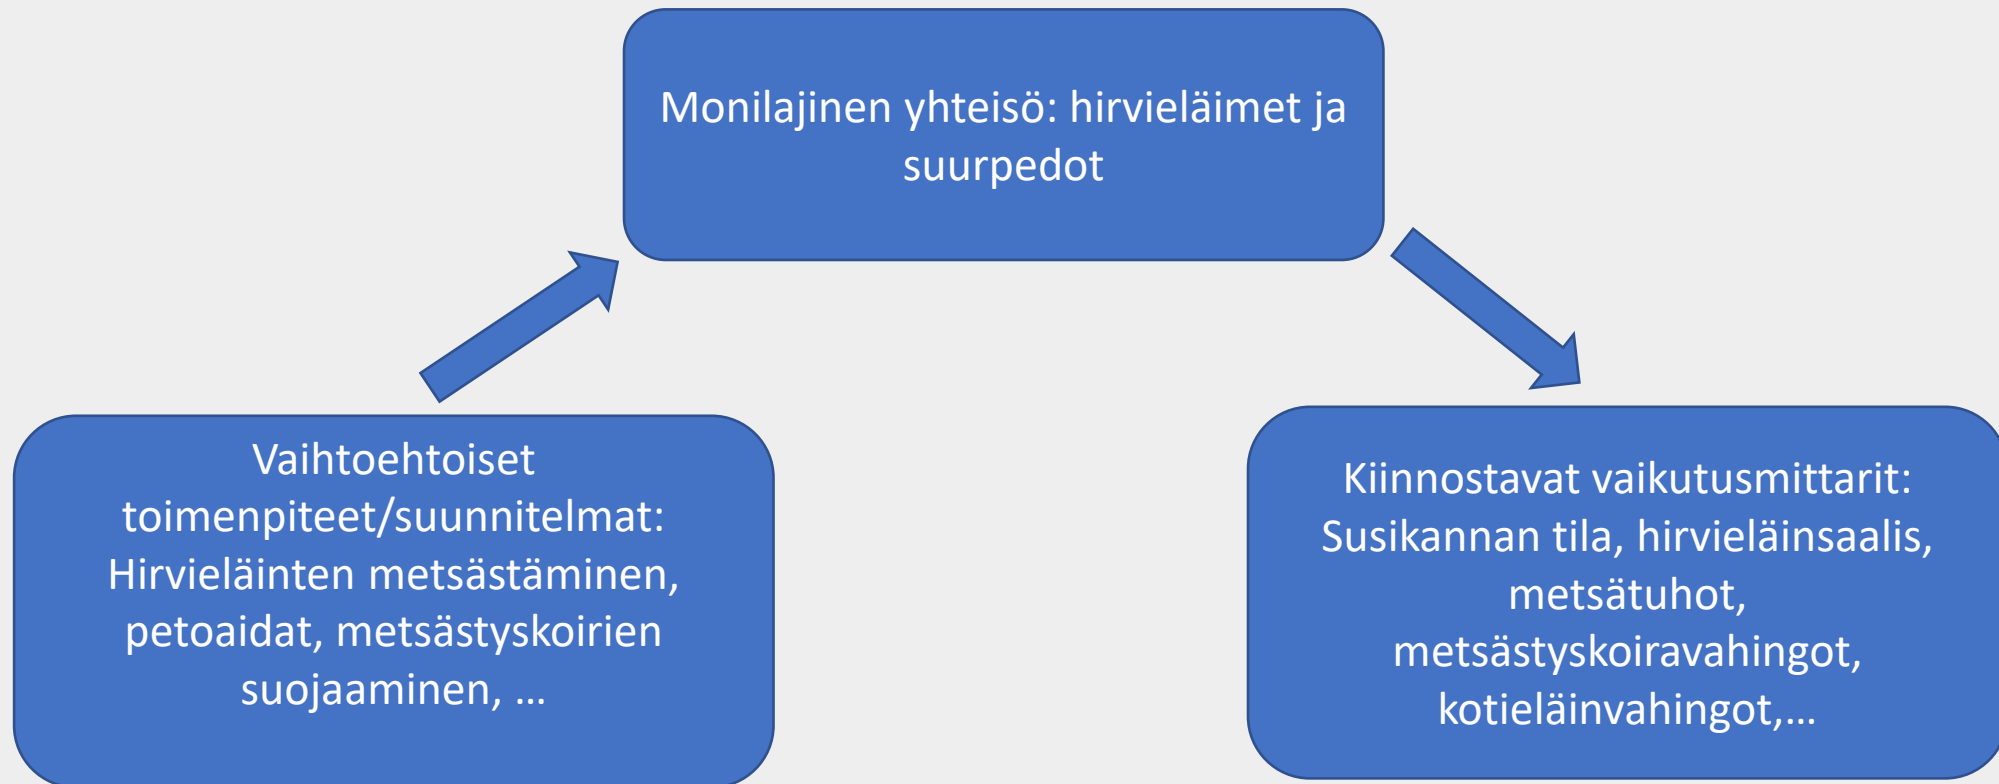 Monilajinen yhteisö: hirvieläimet ja
suurpedot
Vaihtoehtoiset
toimenpiteet/suunnitelmat:
Hirvieläinten metsästäminen,
petoaidat, metsästyskoirien
suojaaminen, …
Kiinnostavat vaikutusmittarit:
Susikannan tila, hirvieläinsaalis,
metsätuhot,
metsästyskoiravahingot,
kotieläinvahingot,…